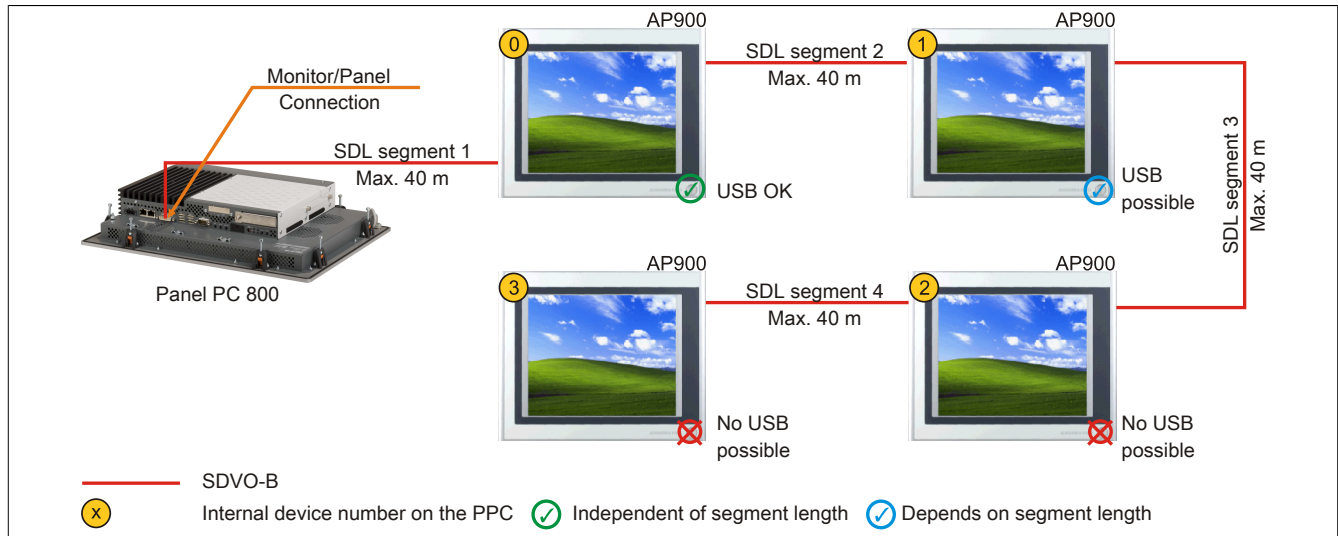 AP900
0
USB OK
SDL segment 2
Max. 40 m
AP900
1
USB
possible
Monitor/Panel
Connection
SDL segment 1
Max. 40 m
Panel PC 800
SDL segment 3
Max. 40 m
AP900
3
No USB
possible
SDL segment 4
Max. 40 m
AP900
2
No USB
possible
SDVO-B
x
Internal device number on the PPC
Independent of segment length
Depends on segment length